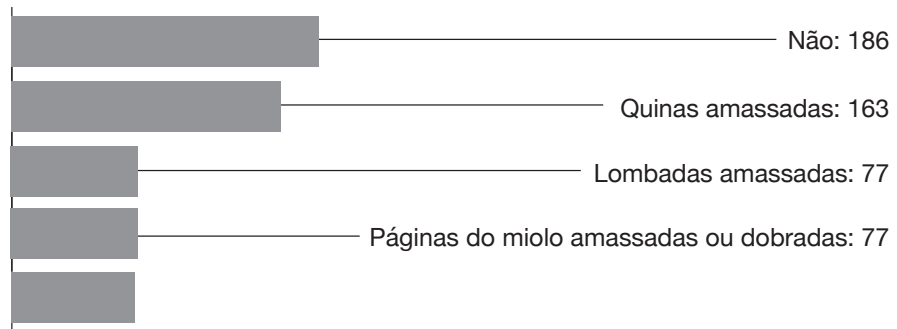 Não: 186
Quinas amassadas: 163
Lombadas amassadas: 77
Páginas do miolo amassadas ou dobradas: 77